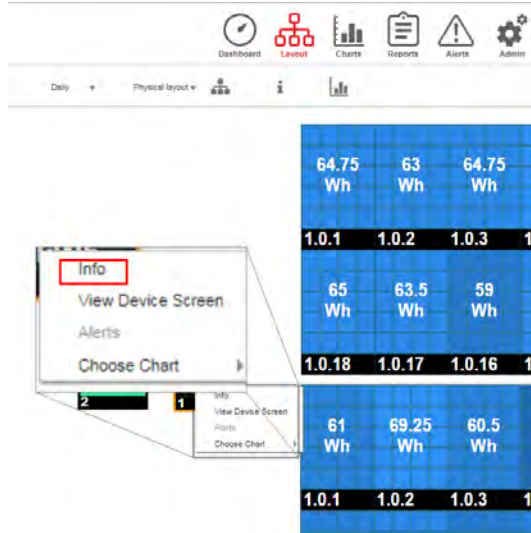 Dashboard Layout Charts Reports Alerts Admin
Daily Physical layout i
64.75 63 64.75
Wh Wh Wh
1.0.1 1.0.2 1.0.3 1
65 63.5 59
Wh Wh Wh
1.0.18 1.0.17 1.0.16 1
Info
View Device Screen
Alerts
Choose Chart
2 1
Info
View Device Screen
Alerts
Choose Chart
61 69.25 60.5
Wh Wh Wh
1.0.1 1.0.2 1.0.3 1